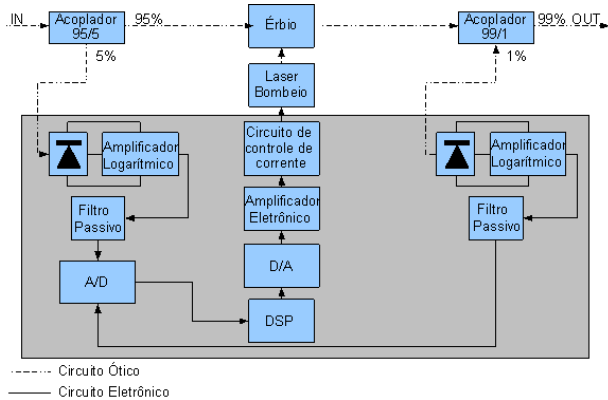 IN
Acoplador
95/5
95%
Érbio
Acoplador
99/1
99% OUT
5%
1%
Laser
Bombeio
Amplificador
Logarítmico
Circuito de
controle de
corrente
Amplificador
Logarítmico
Filtro
Passivo
Amplificador
Eletrônico
Filtro
Passivo
A/D
D/A
DSP
Circuito Ótico
Circuito Eletrônico